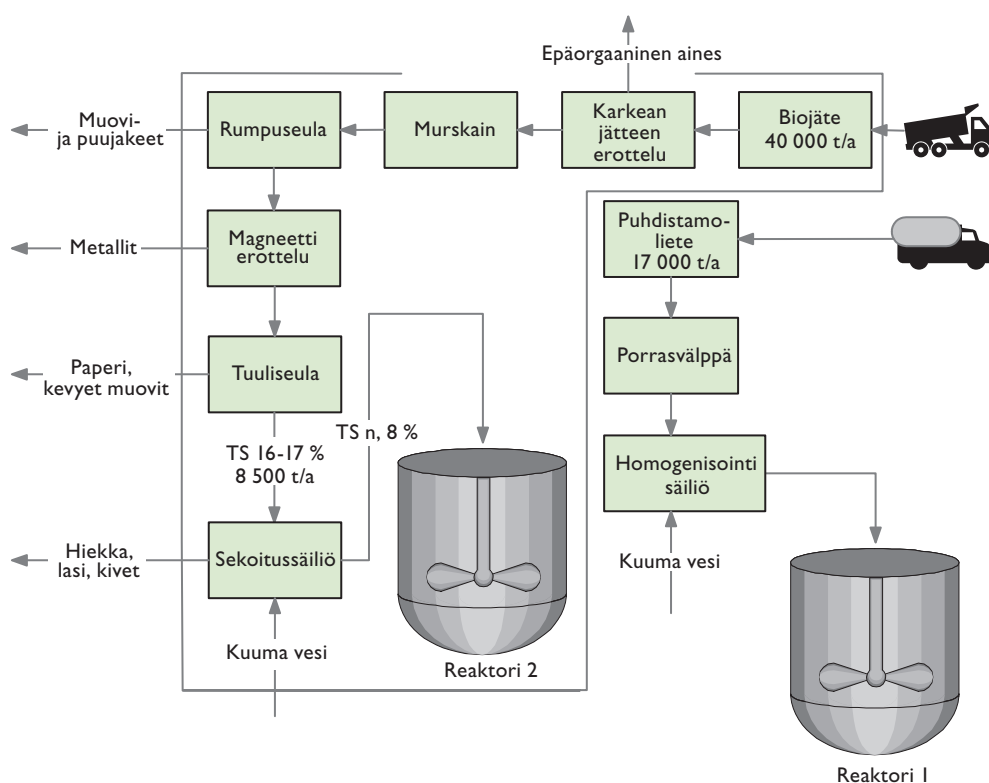 Epäorgaaninen aines
Muovi-
ja puujakeet
Rumpuseula
Murskain
Karkean
jätteen
erottelu
Biojäte
40 000 t/a
Metallit
Magneetti
erottelu
Puhdistamo-
liete
17 000 t/a
Paperi,
kevyet muovit
Tuuliseula
Porrasvälppä
TS 16-17 %
8 500 t/a
TS n, 8 %
Homogenisointi
säiliö
Hiekka,
lasi, kivet
Sekoitussäiliö
Kuuma vesi
Kuuma vesi
Reaktori 2
Reaktori 1